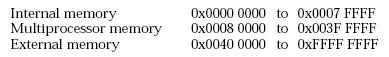 Internal memory 0x0000 0000 to 0x0007 FFFF
Multiprocessor memory 0x0008 0000 to 0x003F FFFF
External memory 0x0040 0000 to 0xFFFF FFFF